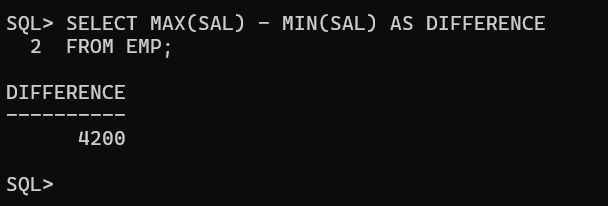 SQL> SELECT MAX(SAL) - MIN(SAL) AS DIFFERENCE
  2  FROM EMP;

DIFFERENCE
----------
      4200

SQL>